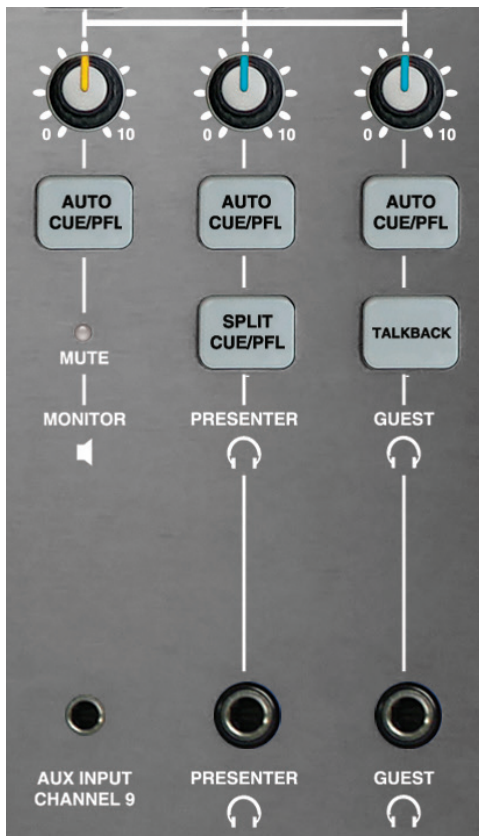 0 10 0 10 0 10
AUTO AUTO AUTO
CUE/PFL CUE/PFL CUE/PFL
SPLIT
CUE/PFL TALKBACK
MUTE
MONITOR PRESENTER GUEST
AUX INPUT PRESENTER GUEST
CHANNEL 9